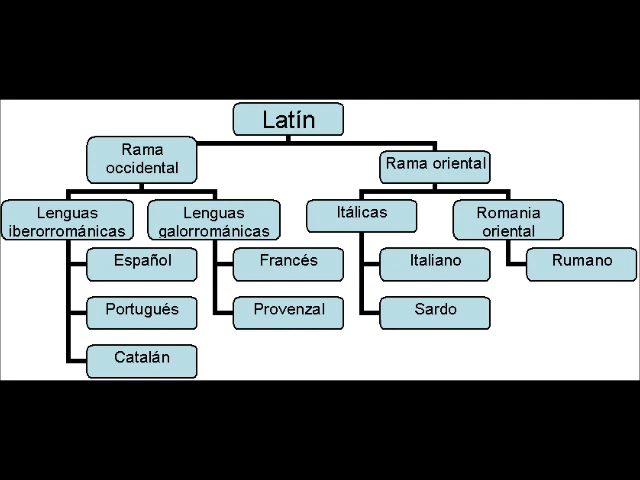 Latín
Rama
occidental
Rama oriental
Lenguas
iberorrománicas
Lenguas
galorrománicas
Itálicas
Romania
oriental
Español
Francés
Italiano
Rumano
Portugués
Provenzal
Sardo
Catalán